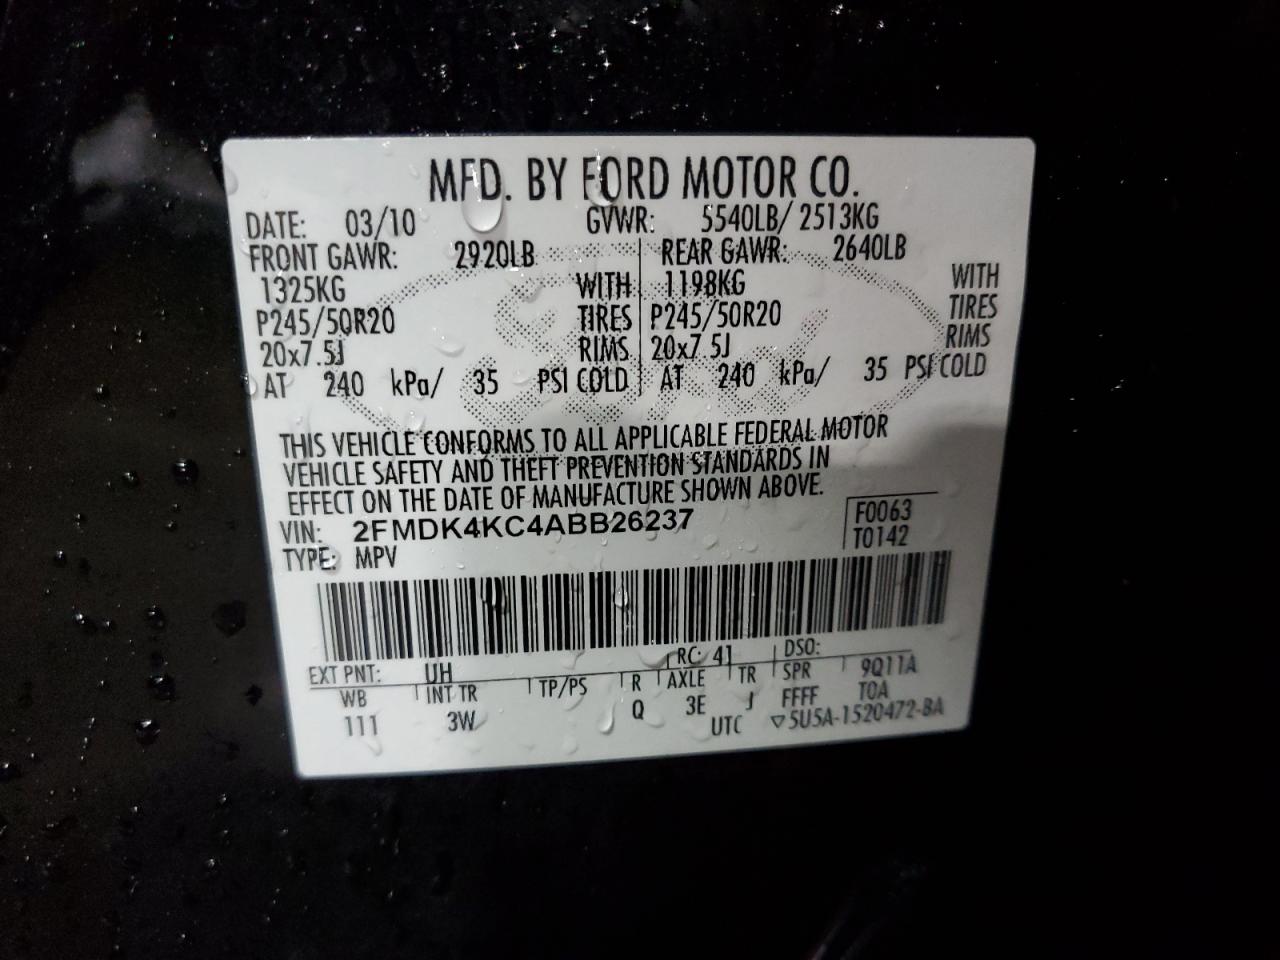 MFD. BY FORD MOTOR CO.
DATE: 03/10 GVWR: 5540LB/ 2513KG
FRONT GAWR: 2920LB REAR GAWR: 2640LB
1325KG WITH 1198KG WITH
P245/50R20 TIRES P245/50R20 TIRES
20x7.5J RIMS 20x7.5J RIMS
AT 240 kPa/ 35 PSI COLD AT 240 kPa/ 35 PSI COLD
THIS VEHICLE CONFORMS TO ALL APPLICABLE FEDERAL MOTOR
VEHICLE SAFETY AND THEFT PREVENTION STANDARDS IN
EFFECT ON THE DATE OF MANUFACTURE SHOWN ABOVE.
VIN: 2FMDK4KC4ABB26237 F0063
TYPE: MPV T0142
EXT PNT: UH RC: 41 DSO:
WB INT TR TP/PS R AXLE TR SPR 9Q11A
111 3W Q 3E J FFFF TOA
UTC ▽5U5A-1520472-BA